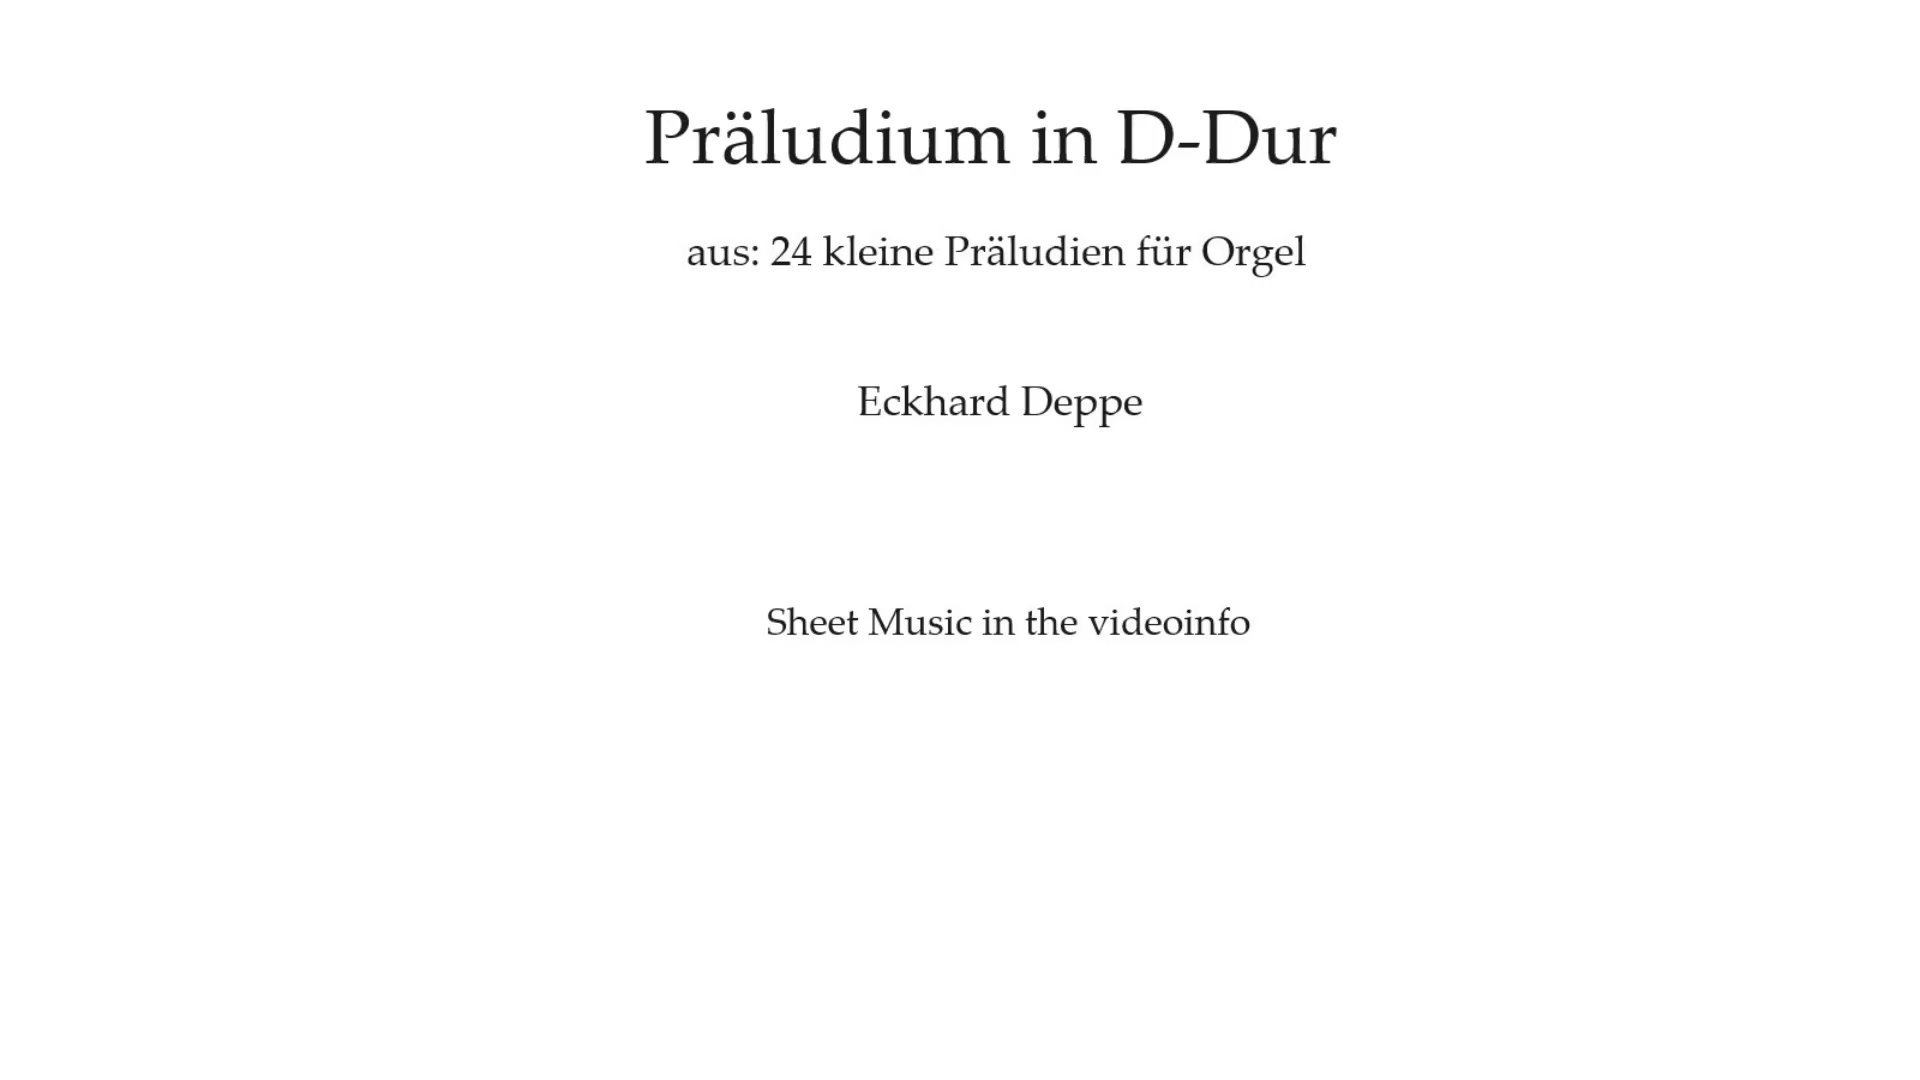 Präludium in D-Dur
aus: 24 kleine Präludien für Orgel
Eckhard Deppe
Sheet Music in the videoinfo